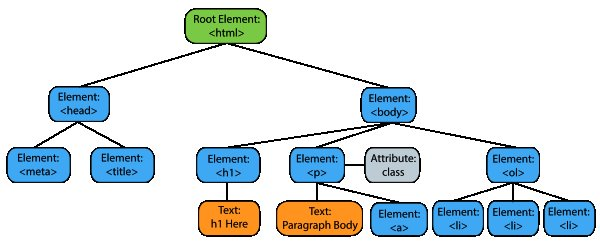 Root Element:
<html>
Element:
<head>
Element:
<body>
Element:
<meta>
Element:
<title>
Element:
<h1>
Element:
<p>
Attribute:
class
Element:
<ol>
Text:
h1 Here
Text:
Paragraph Body
Element:
<a>
Element:
<li>
Element:
<li>
Element:
<li>